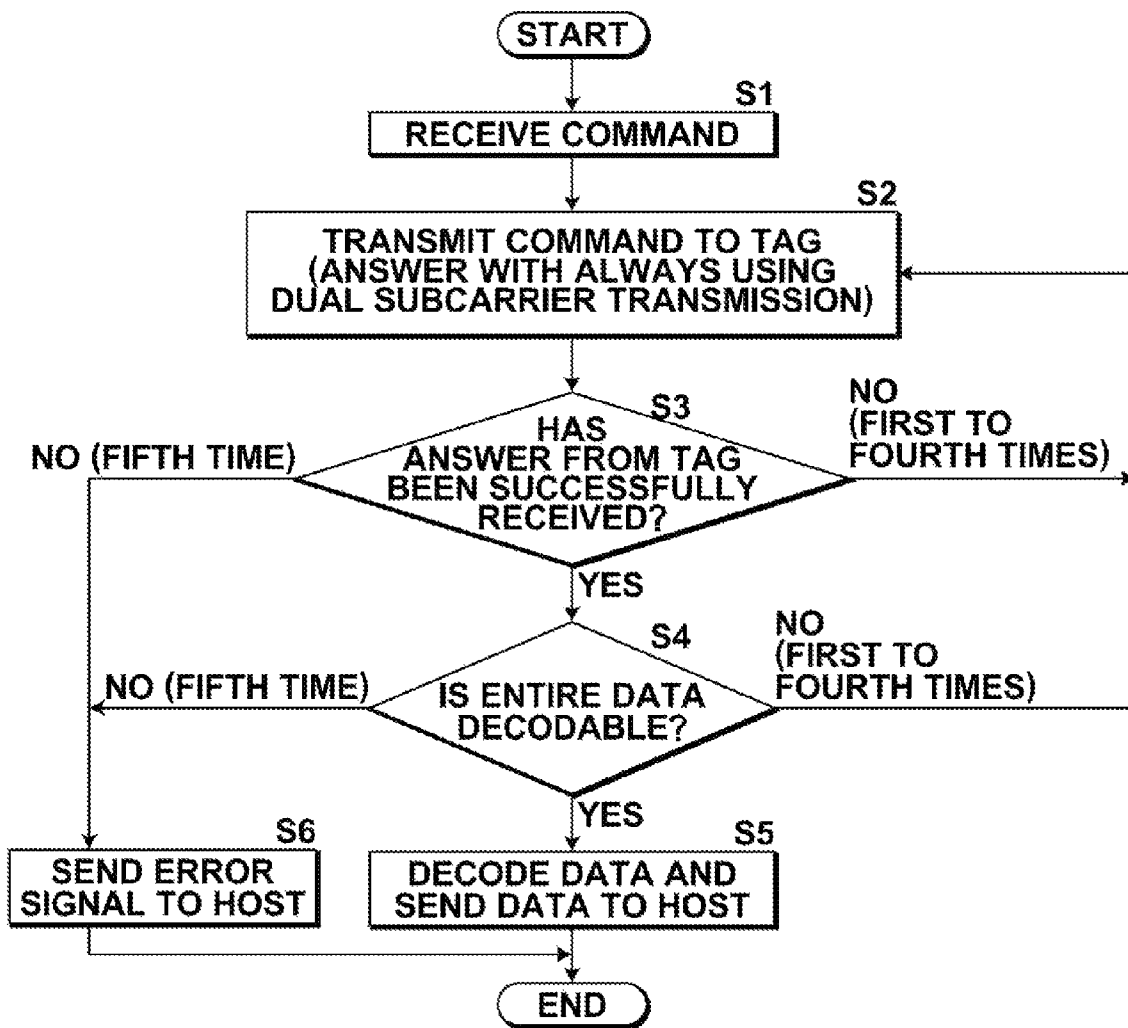 START
S1
RECEIVE COMMAND
S2
TRANSMIT COMMAND TO TAG
(ANSWER WITH ALWAYS USING
DUAL SUBCARRIER TRANSMISSION)
S3
HAS
ANSWER FROM TAG
BEEN SUCCESSFULLY
RECEIVED?
NO (FIFTH TIME)
NO
(FIRST TO
FOURTH TIMES)
YES
S4
IS ENTIRE DATA
DECODABLE?
NO (FIFTH TIME)
NO
(FIRST TO
FOURTH TIMES)
YES
S6
SEND ERROR
SIGNAL TO HOST
S5
DECODE DATA AND
SEND DATA TO HOST
END